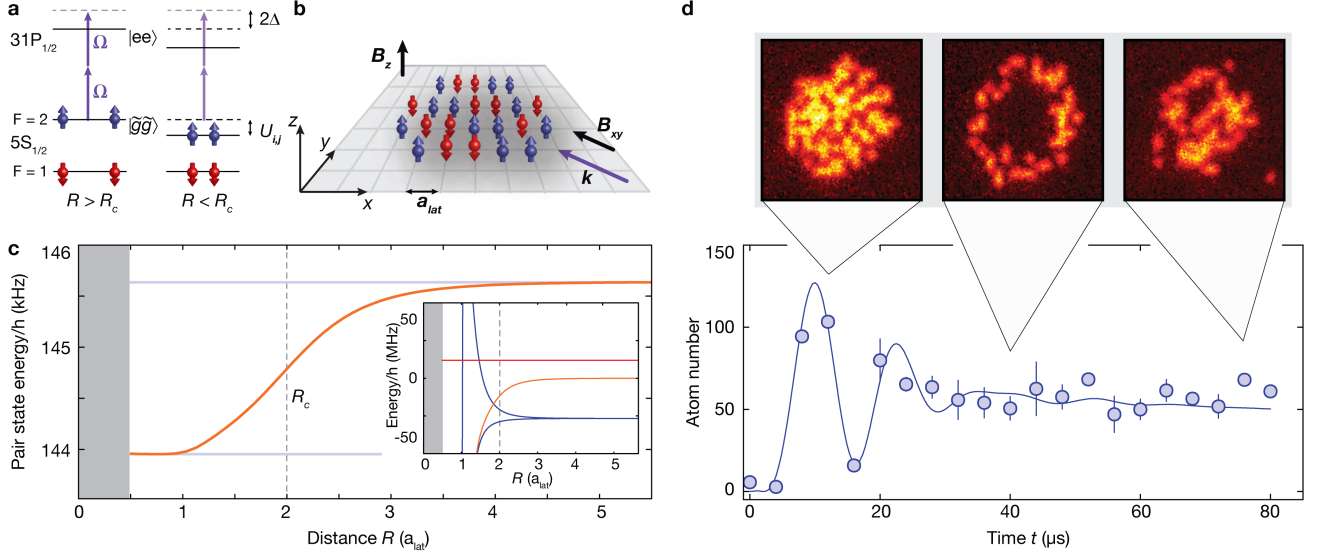 a
2Δ
31P1/2
|ee⟩
Ω
Ω
F = 2
|g̃g̃⟩
Ui,j
5S1/2
F = 1
R > Rc
R < Rc
b
Bz
z
y
x
alat
Bxy
k
c
146
145
144
Pair state energy/h (kHz)
Rc
0
1
2
3
4
5
Distance R (alat)
50
0
-50
Energy/h (MHz)
0
1
2
3
4
5
R (alat)
d
150
100
50
0
Atom number
0
20
40
60
80
Time t (µs)